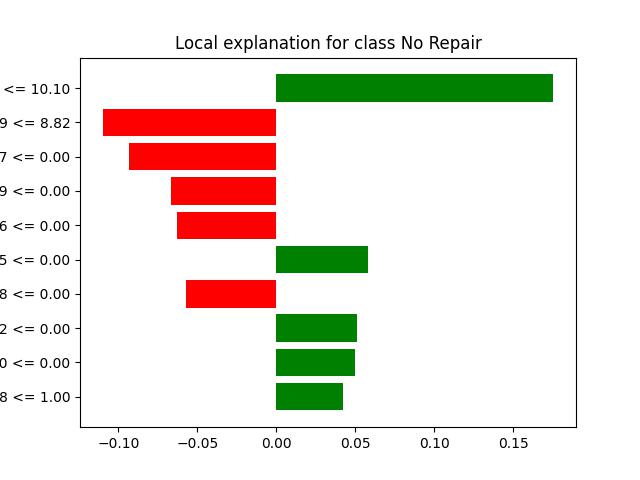 Local explanation for class No Repair
<= 10.10
9 <= 8.82
7 <= 0.00
9 <= 0.00
6 <= 0.00
5 <= 0.00
8 <= 0.00
2 <= 0.00
0 <= 0.00
8 <= 1.00
−0.10 −0.05 0.00 0.05 0.10 0.15